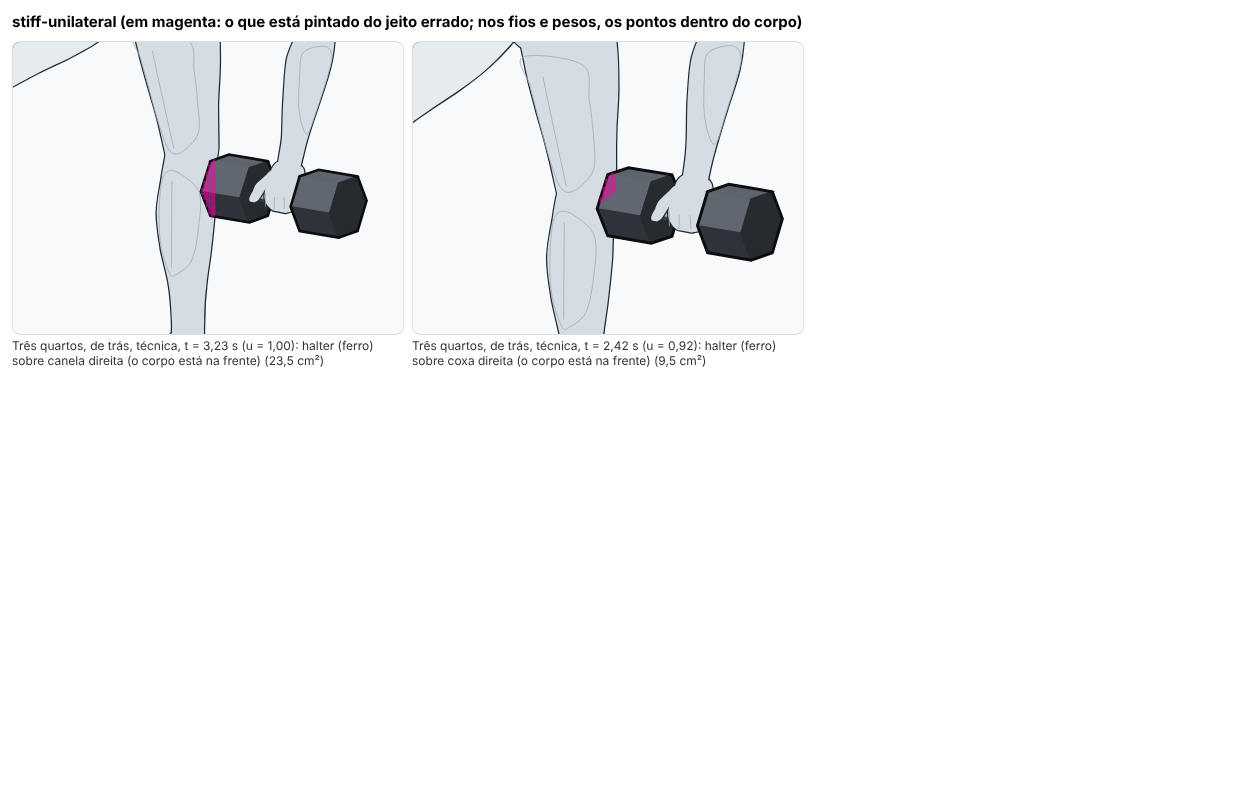 stiff-unilateral (em magenta: o que está pintado do jeito errado; nos fios e pesos, os pontos dentro do corpo)
Três quartos, de trás, técnica, t = 3,23 s (u = 1,00): halter (ferro)
sobre canela direita (o corpo está na frente) (23,5 cm²)
Três quartos, de trás, técnica, t = 2,42 s (u = 0,92): halter (ferro)
sobre coxa direita (o corpo está na frente) (9,5 cm²)